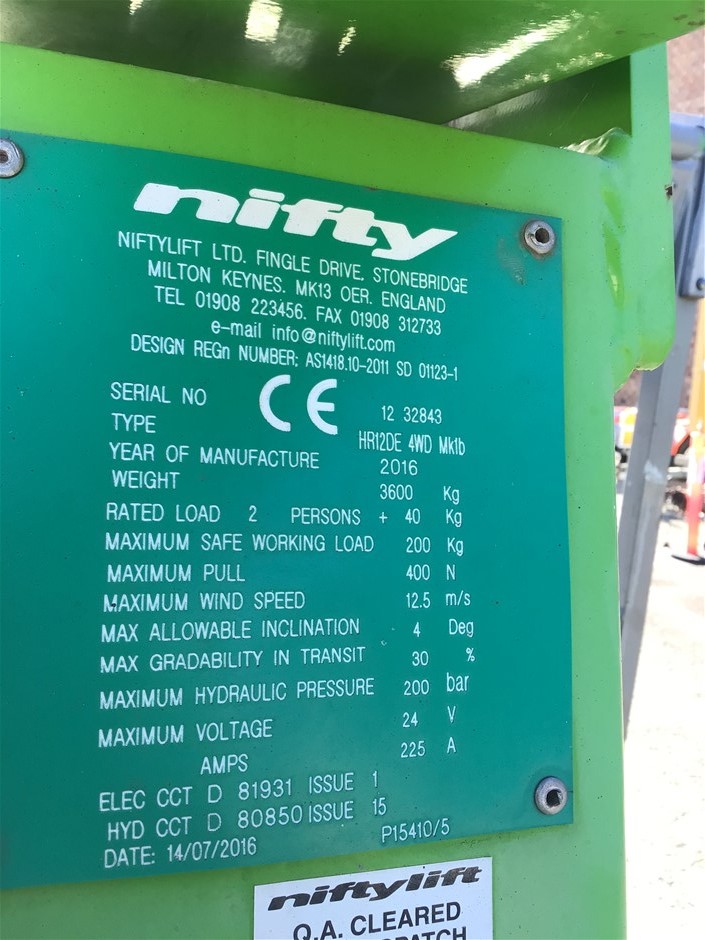 nifty
NIFTYLIFT LTD. FINGLE DRIVE, STONEBRIDGE
MILTON KEYNES. MK13 OER. ENGLAND
TEL 01908 223456. FAX 01908 312733
e-mail info@niftylift.com
DESIGN REGn NUMBER: AS1418.10-2011 SD 01123-1
CE
SERIAL NO 12 32843
TYPE HR12DE 4WD Mk1b
YEAR OF MANUFACTURE 2016
WEIGHT 3600 Kg
RATED LOAD 2 PERSONS + 40 Kg
MAXIMUM SAFE WORKING LOAD 200 Kg
MAXIMUM PULL 400 N
MAXIMUM WIND SPEED 12.5 m/s
MAX ALLOWABLE INCLINATION 4 Deg
MAX GRADABILITY IN TRANSIT 30 %
MAXIMUM HYDRAULIC PRESSURE 200 bar
MAXIMUM VOLTAGE 24 V
AMPS 225 A
ELEC CCT D 81931 ISSUE 1
HYD CCT D 80850 ISSUE 15
DATE: 14/07/2016 P15410/5
niftylift
Q.A. CLEARED